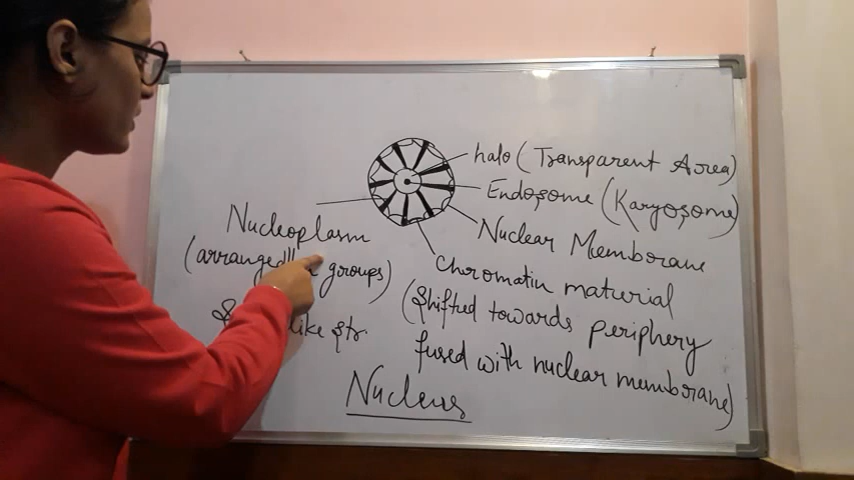 halo (Transparent Area)
Endosome (Karyosome)
Nuclear Membrane
Chromatin material
(Shifted towards periphery
fused with nuclear membrane)
Nucleoplasm
(arranged groups)
like str.
Nucleus